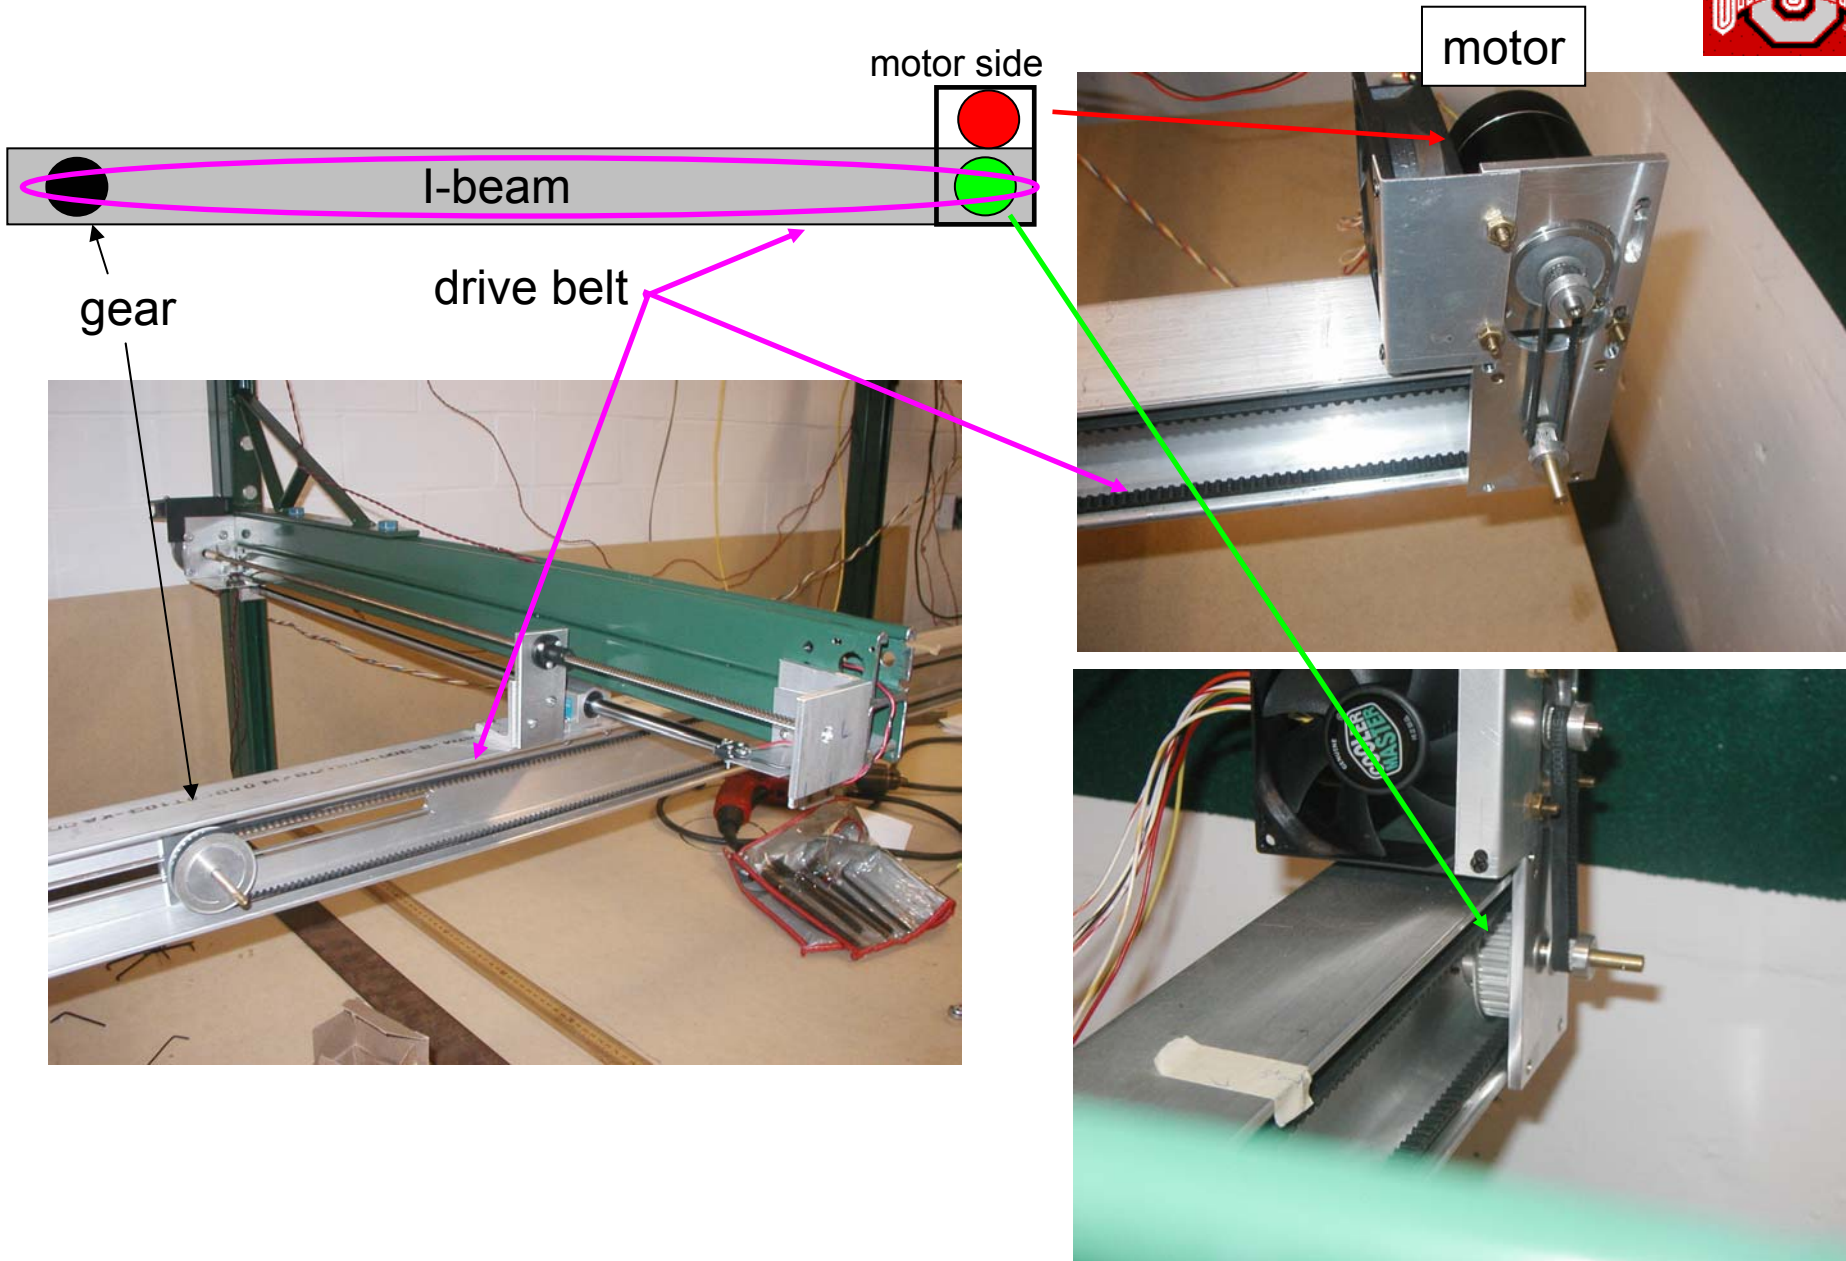 motor
motor side
I-beam
drive belt
gear
COOLER
MASTER